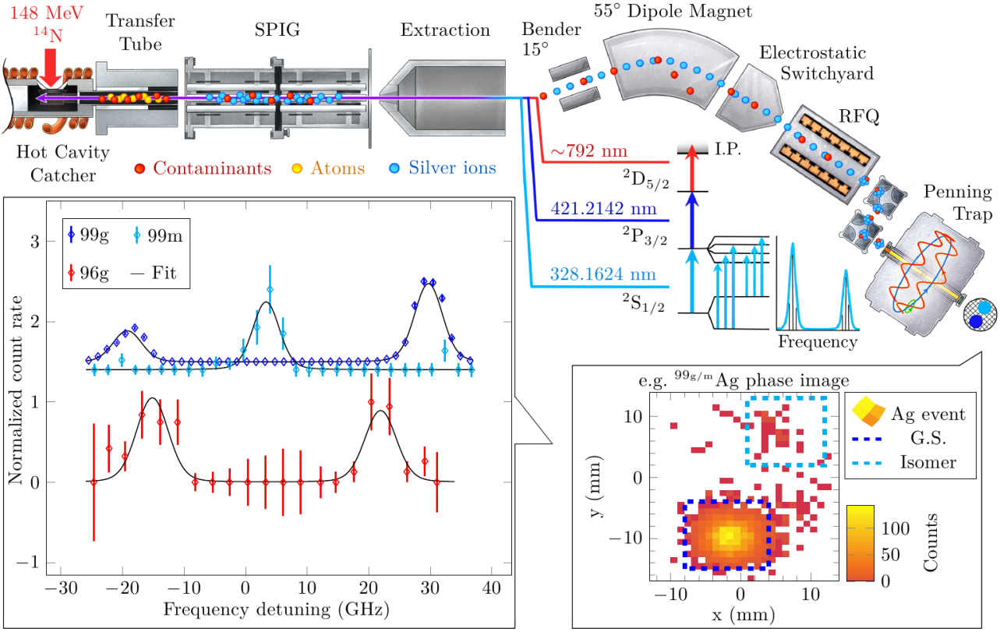 148 MeV
¹⁴N
Transfer
Tube
SPIG
Extraction
Bender
15°
55° Dipole Magnet
Electrostatic
Switchyard
RFQ
Penning
Trap
Hot Cavity
Catcher
Contaminants
Atoms
Silver ions
~792 nm
I.P.
²D₅/₂
421.2142 nm
²P₃/₂
328.1624 nm
²S₁/₂
Frequency
99g
99m
96g
Fit
Normalized count rate
3
2
1
0
−1
−30
−20
−10
0
10
20
30
40
Frequency detuning (GHz)
e.g. ⁹⁹ᵍ/ᵐAg phase image
y (mm)
10
0
−10
−10
0
10
x (mm)
Ag event
G.S.
Isomer
100
50
0
Counts